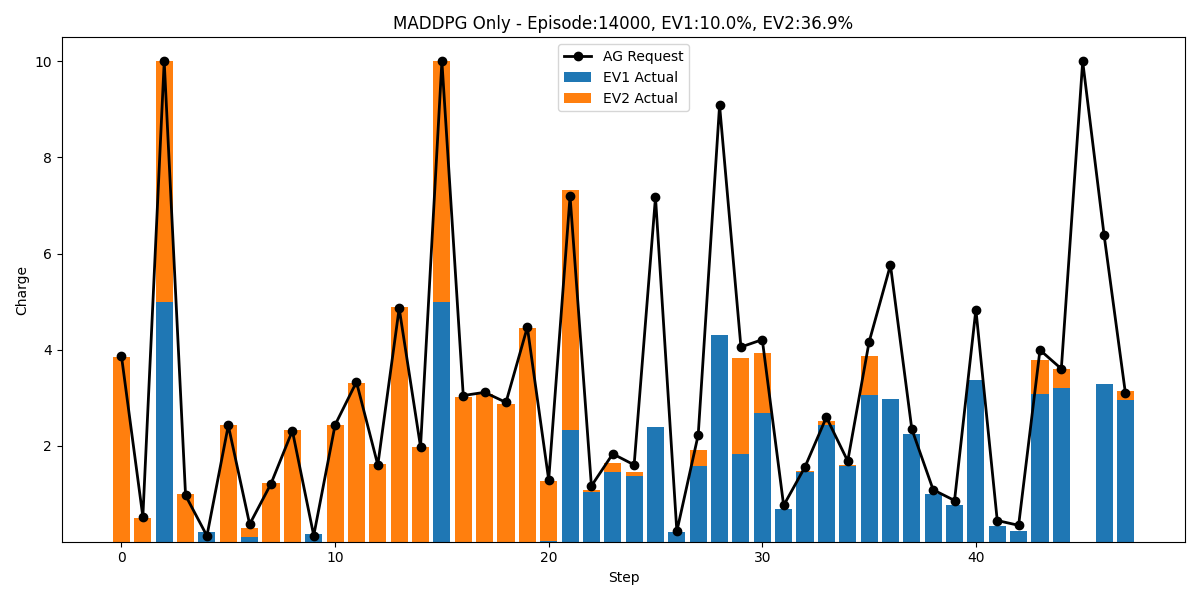 MADDPG Only - Episode:14000, EV1:10.0%, EV2:36.9%
AG Request
EV1 Actual
EV2 Actual
Charge
10
8
6
4
2
0
10
20
30
40
Step